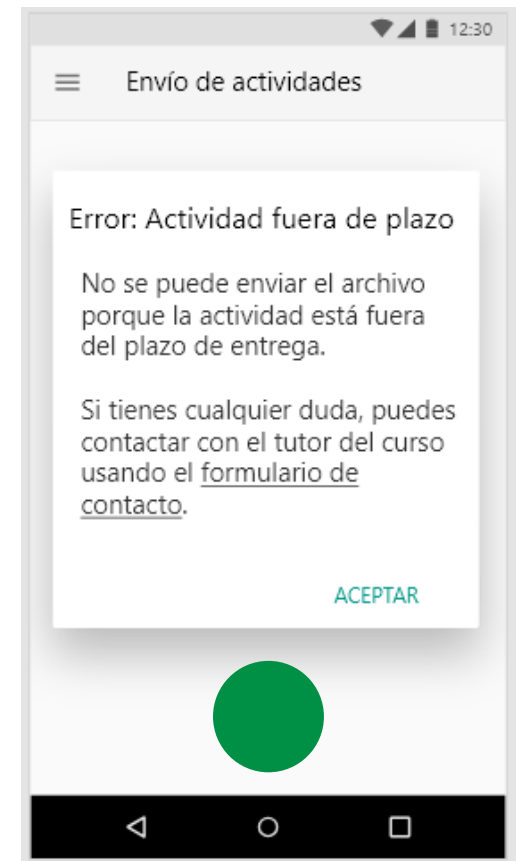 12:30
Envío de actividades
Error: Actividad fuera de plazo
No se puede enviar el archivo
porque la actividad está fuera
del plazo de entrega.
Si tienes cualquier duda, puedes
contactar con el tutor del curso
usando el formulario de
contacto.
ACEPTAR